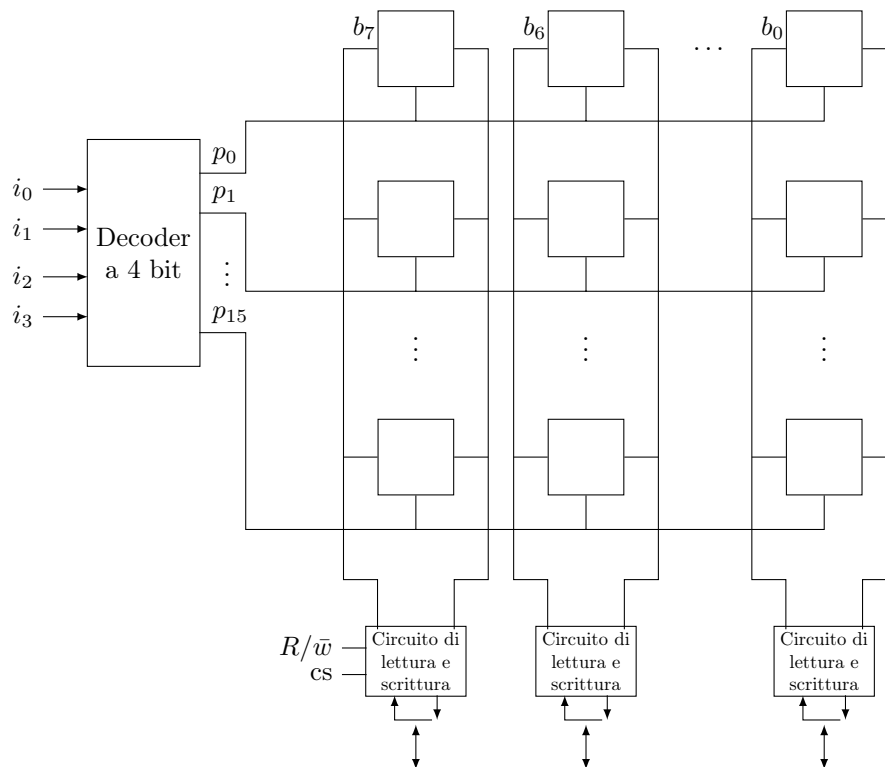 b₇ b₆ ⋯ b₀
p₀
i₀
p₁
i₁
Decoder
a 4 bit
⋮
i₂
i₃
p₁₅
⋮ ⋮ ⋮
R/w̄
cs
Circuito di
lettura e
scrittura
Circuito di
lettura e
scrittura
Circuito di
lettura e
scrittura